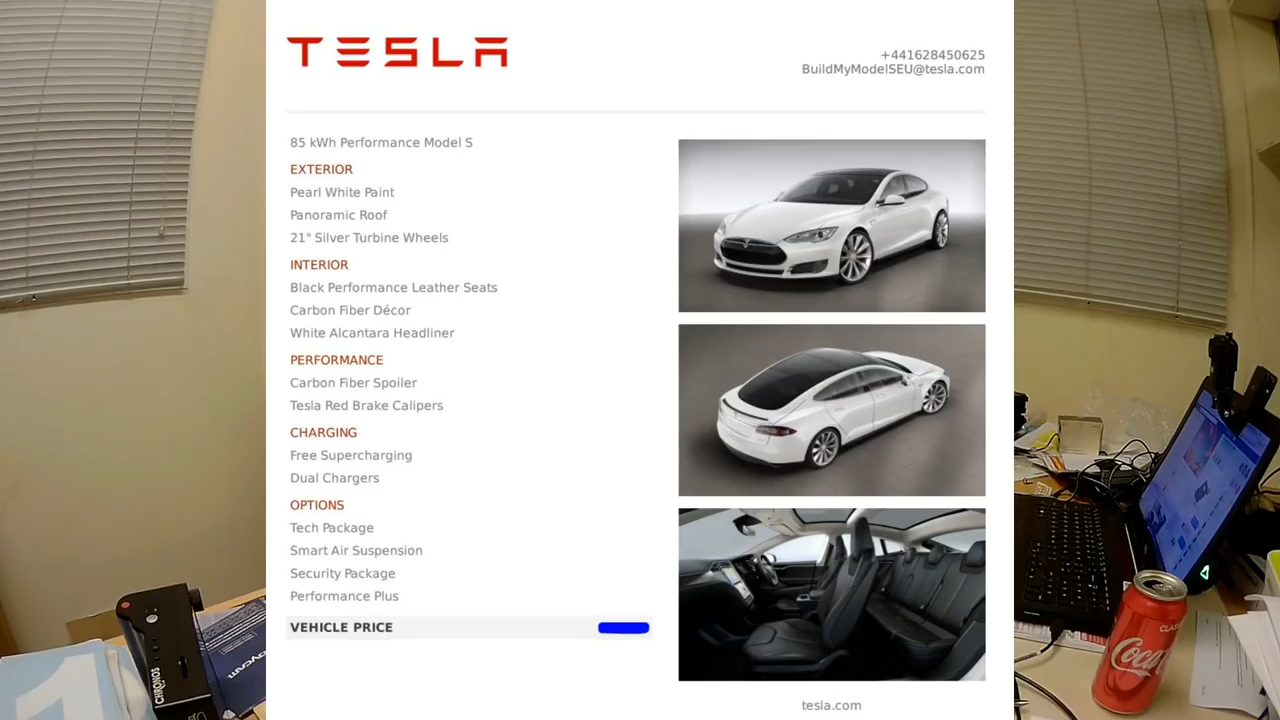 TESLA
+441628450625
BuildMyModelSEU@tesla.com
85 kWh Performance Model S
EXTERIOR
Pearl White Paint
Panoramic Roof
21" Silver Turbine Wheels
INTERIOR
Black Performance Leather Seats
Carbon Fiber Décor
White Alcantara Headliner
PERFORMANCE
Carbon Fiber Spoiler
Tesla Red Brake Calipers
CHARGING
Free Supercharging
Dual Chargers
OPTIONS
Tech Package
Smart Air Suspension
Security Package
Performance Plus
VEHICLE PRICE
tesla.com
CHRONOS
1
CLAS
Coca